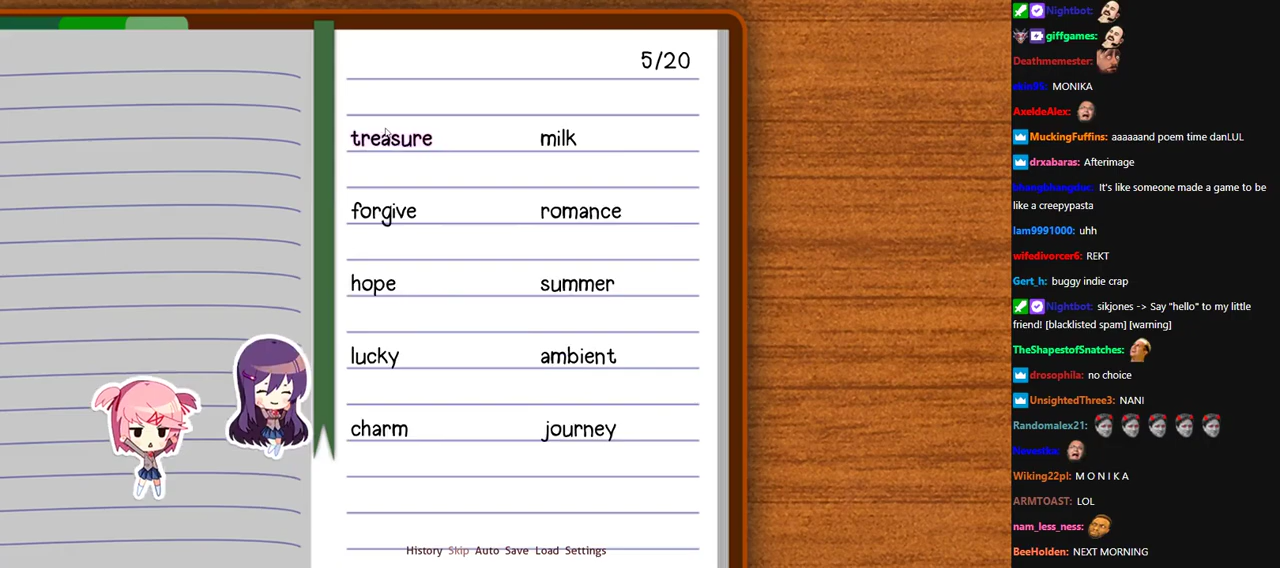 5/20
treasure milk
forgive romance
hope summer
lucky ambient
charm journey
History Skip Auto Save Load Settings
Nightbot:
giffgames:
Deathmemester:
MONIKA
AxeldeAlex:
MuckingFuffins: aaaaaand poem time danLUL
drxabaras: Afterimage
bhangbhangduc: It's like someone made a game to be
like a creepypasta
lam9991000: uhh
wifedivorcer6: REKT
Gert_h: buggy indie crap
Nightbot: sikjones -> Say "hello" to my little
friend! [blacklisted spam] [warning]
TheShapestofSnatches:
drosophila: no choice
UnsightedThree3: NANI
Randomalex21:
Wiking22pl: M O N I K A
ARMTOAST: LOL
nam_less_ness:
BeeHolden: NEXT MORNING